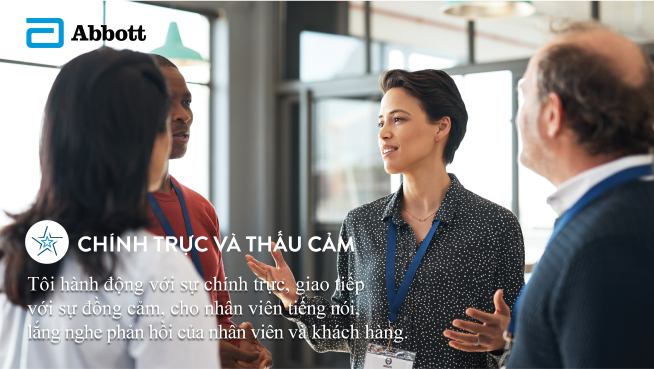 Abbott
CHÍNH TRỰC VÀ THẤU CẢM
Tôi hành động với sự chính trực, giao tiếp
với sự đồng cảm, cho nhân viên tiếng nói,
lắng nghe phản hồi của nhân viên và khách hàng.